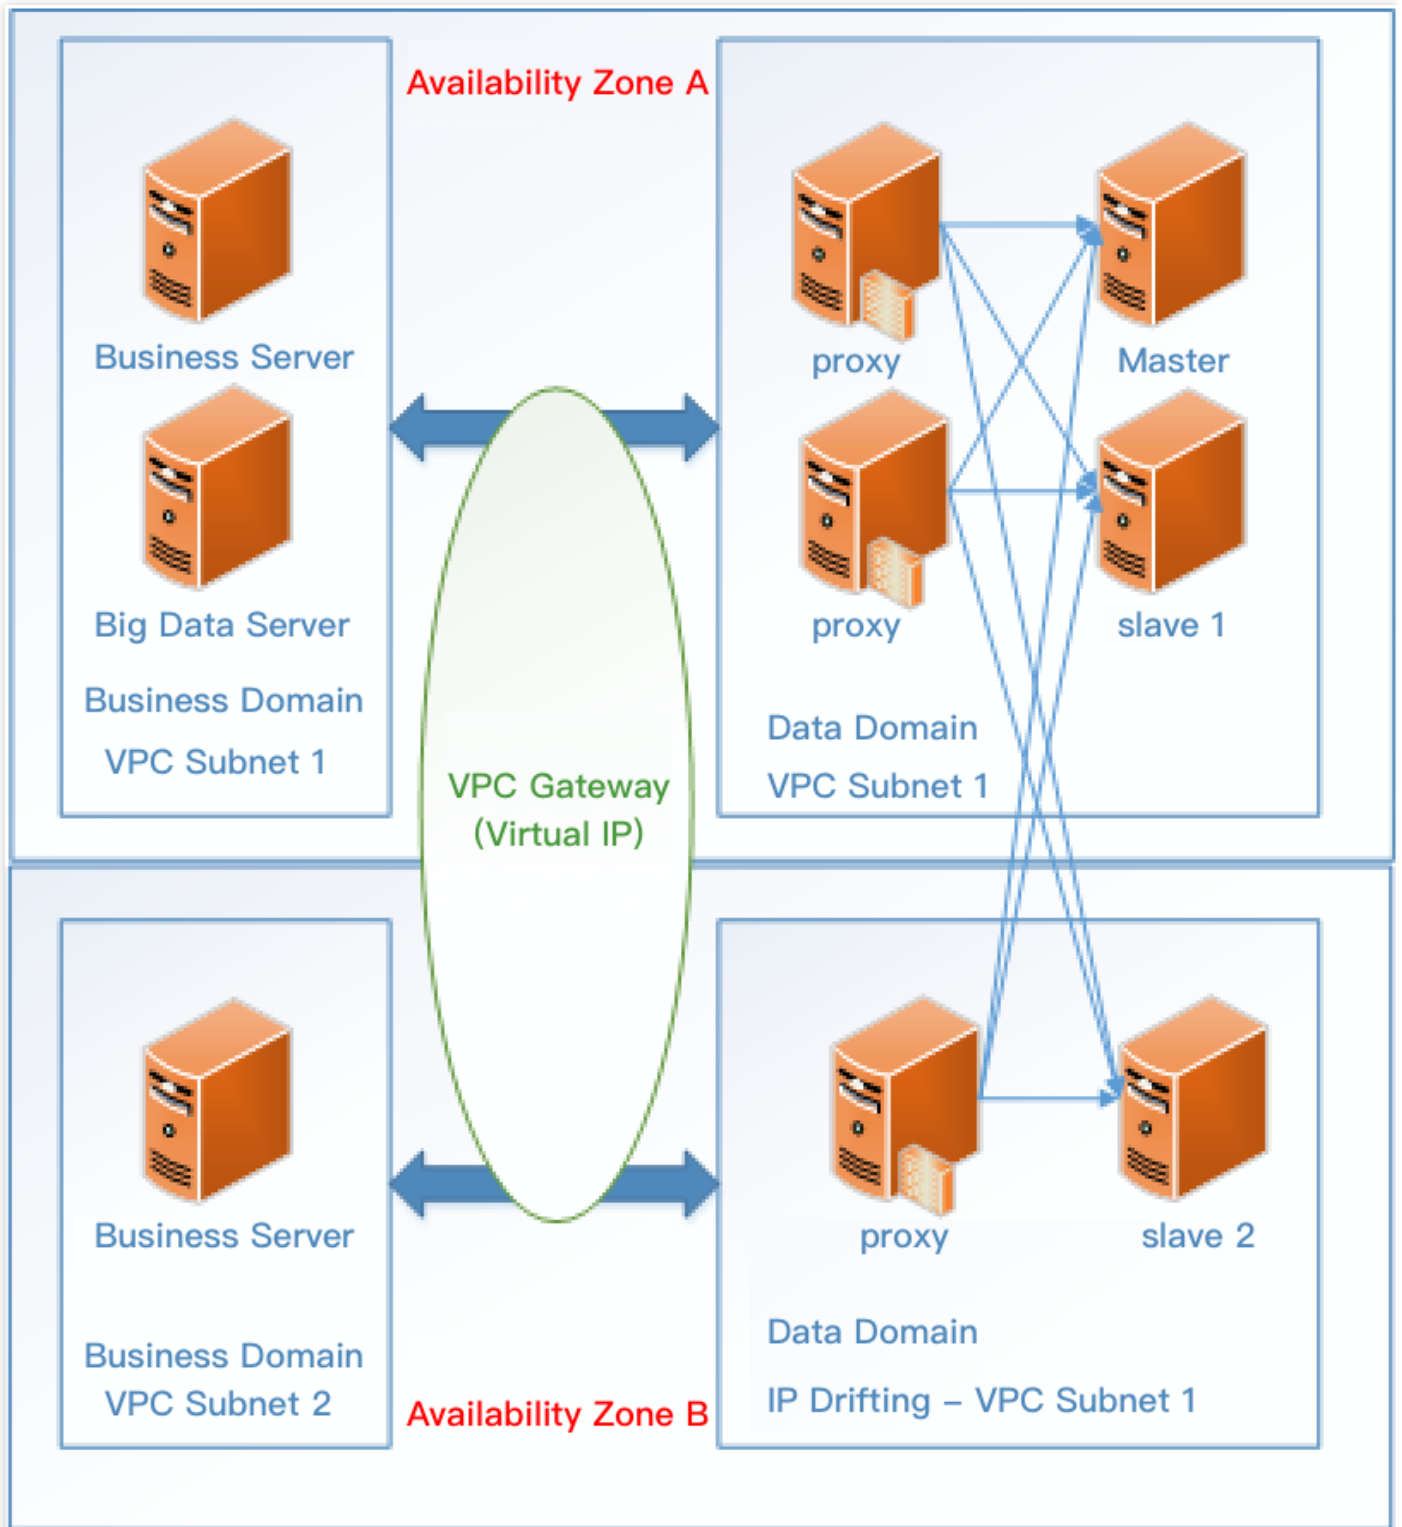 Availability Zone A
Business Server
Big Data Server
Business Domain
VPC Subnet 1
VPC Gateway
(Virtual IP)
proxy
Master
proxy
slave 1
Data Domain
VPC Subnet 1
Business Server
Business Domain
VPC Subnet 2
Availability Zone B
proxy
slave 2
Data Domain
IP Drifting – VPC Subnet 1